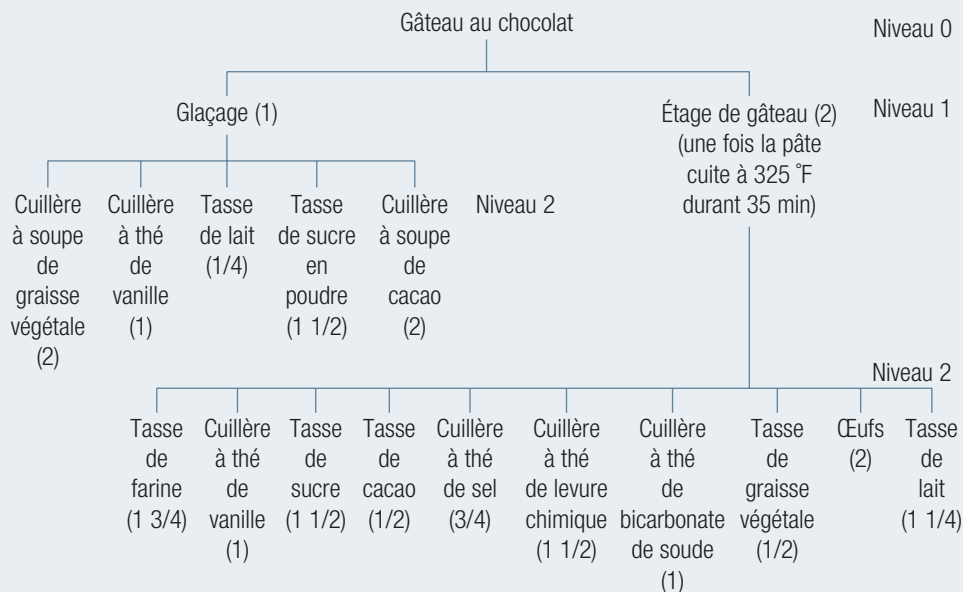 Gâteau au chocolat
Niveau 0
Glaçage (1)
Étage de gâteau (2)
(une fois la pâte
cuite à 325 °F
durant 35 min)
Niveau 1
Cuillère
à soupe
de
graisse
végétale
(2)
Cuillère
à thé
de
vanille
(1)
Tasse
de lait
(1/4)
Tasse
de sucre
en
poudre
(1 1/2)
Cuillère
à soupe
de
cacao
(2)
Niveau 2
Niveau 2
Tasse
de
farine
(1 3/4)
Cuillère
à thé
de
vanille
(1)
Tasse
de
sucre
(1 1/2)
Tasse
de
cacao
(1/2)
Cuillère
à thé
de sel
(3/4)
Cuillère
à thé
de levure
chimique
(1 1/2)
Cuillère
à thé
de
bicarbonate
de soude
(1)
Tasse
de
graisse
végétale
(1/2)
Œufs
(2)
Tasse
de
lait
(1 1/4)